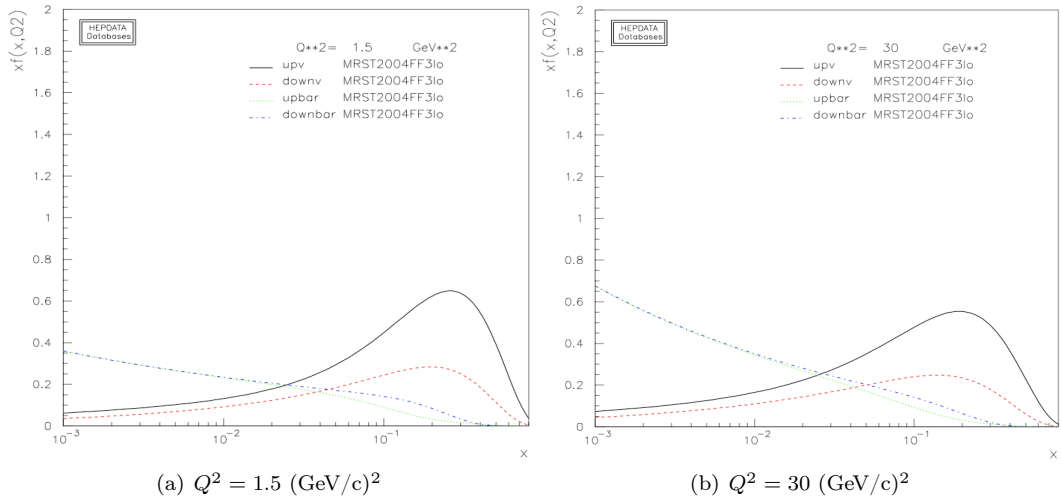 xf(x,Q2)
HEPDATA
Databases
Q**2= 1.5 GeV**2
upv MRST2004FF3lo
downv MRST2004FF3lo
upbar MRST2004FF3lo
downbar MRST2004FF3lo
2
1.8
1.6
1.4
1.2
1
0.8
0.6
0.4
0.2
0
10⁻³ 10⁻² 10⁻¹
x
(a) Q² = 1.5 (GeV/c)²
xf(x,Q2)
HEPDATA
Databases
Q**2= 30 GeV**2
upv MRST2004FF3lo
downv MRST2004FF3lo
upbar MRST2004FF3lo
downbar MRST2004FF3lo
2
1.8
1.6
1.4
1.2
1
0.8
0.6
0.4
0.2
0
10⁻³ 10⁻² 10⁻¹
x
(b) Q² = 30 (GeV/c)²